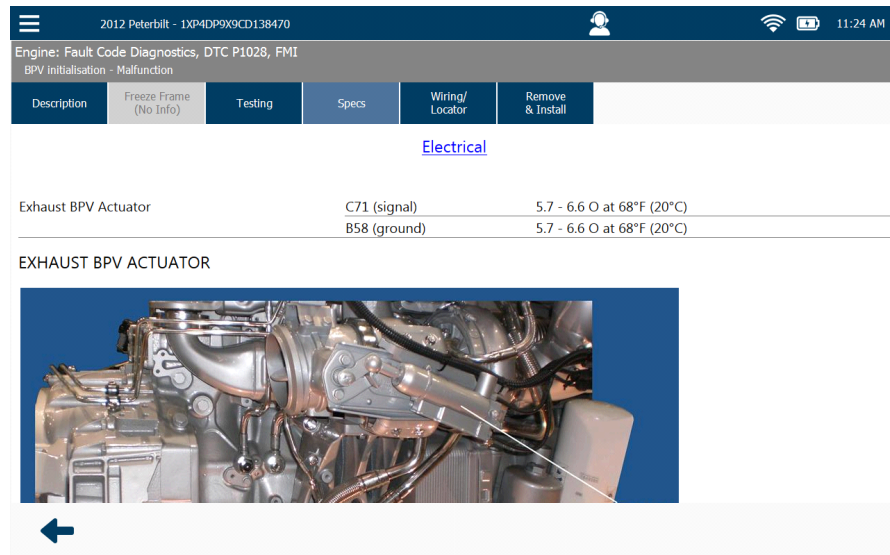 2012 Peterbilt - 1XP4DP9X9CD138470
11:24 AM
Engine: Fault Code Diagnostics, DTC P1028, FMI
BPV initialisation - Malfunction
Description
Freeze Frame
(No Info)
Testing
Specs
Wiring/
Locator
Remove
& Install
Electrical
Exhaust BPV Actuator C71 (signal) 5.7 - 6.6 O at 68°F (20°C)
B58 (ground) 5.7 - 6.6 O at 68°F (20°C)
EXHAUST BPV ACTUATOR